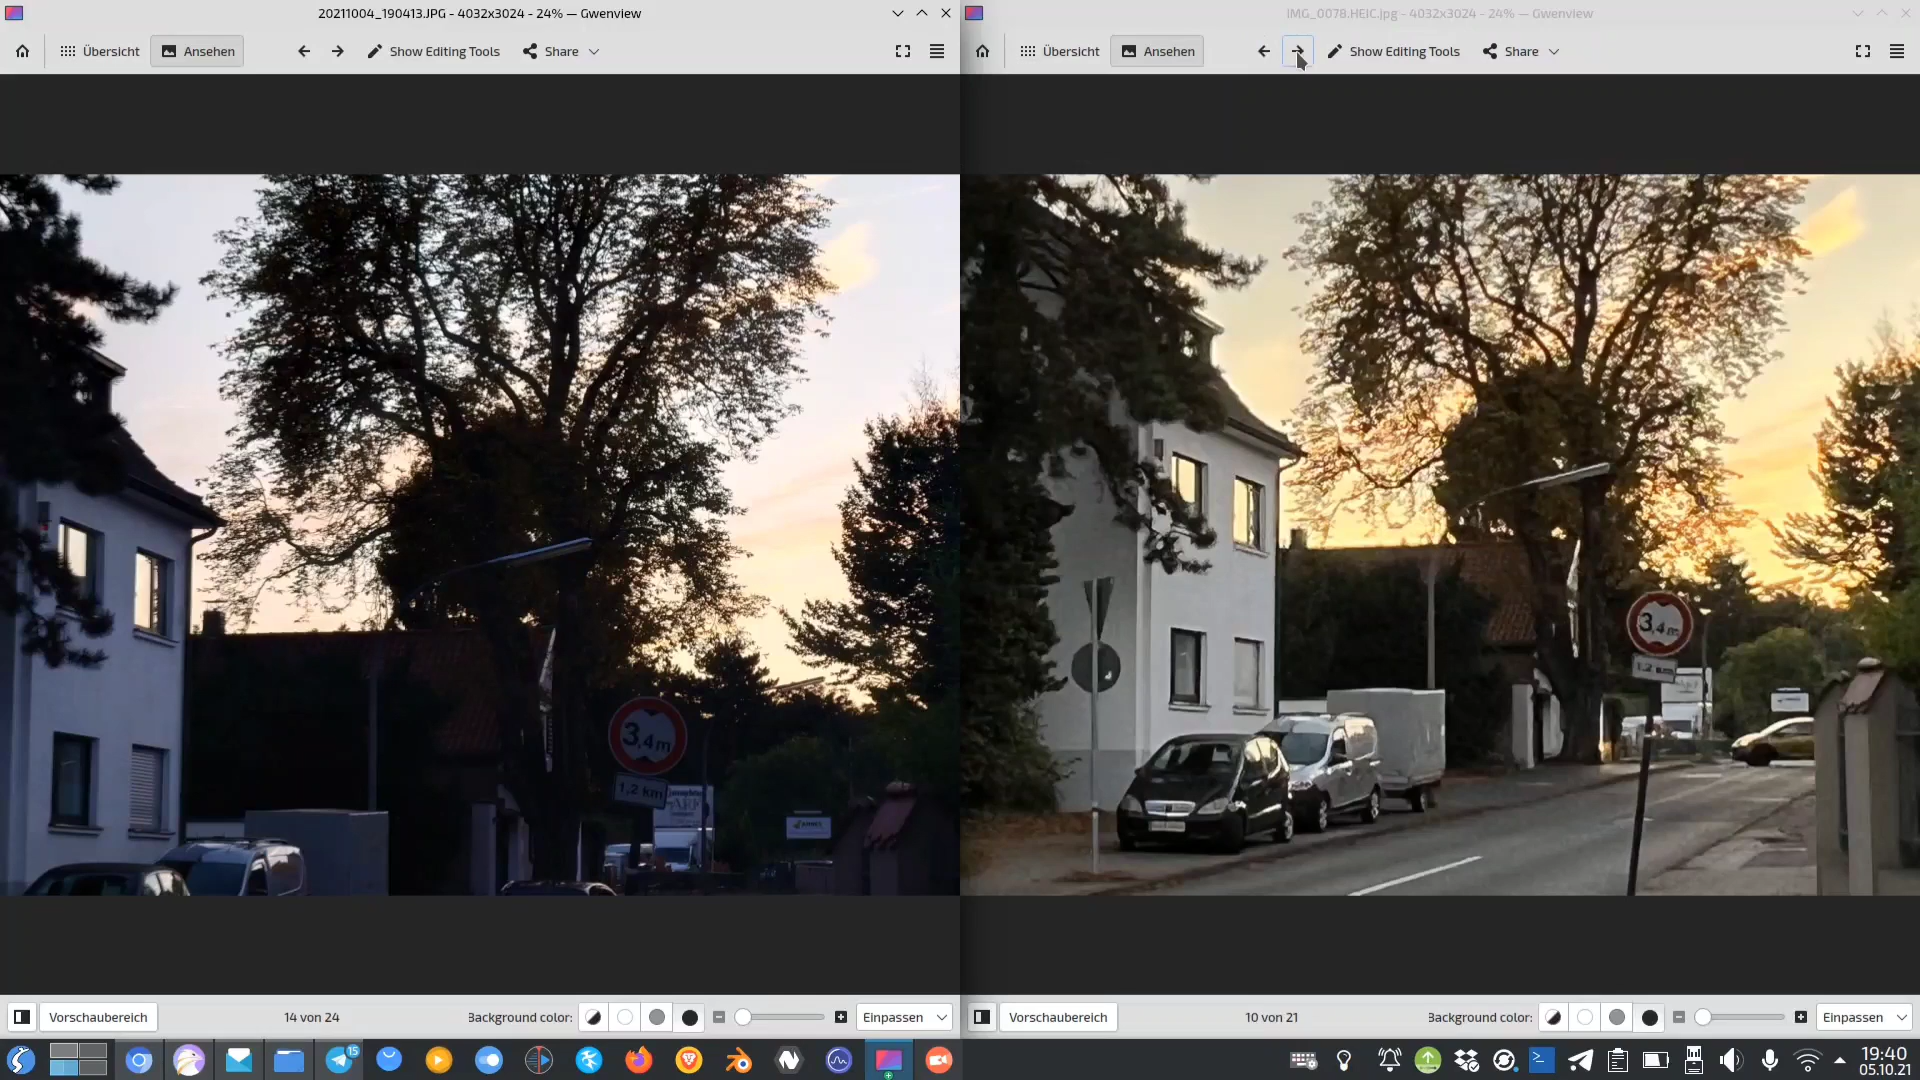 20211004_190413.JPG - 4032x3024 - 24% — Gwenview
Übersicht
Ansehen
Show Editing Tools
Share
3,4m
1,2 km
14 von 24
Vorschaubereich
Background color:
Einpassen
IMG_0078.HEIC.jpg - 4032x3024 - 24% — Gwenview
Übersicht
Ansehen
Show Editing Tools
Share
3,4m
Vorschaubereich
10 von 21
Background color:
Einpassen
15
19:40
05.10.21